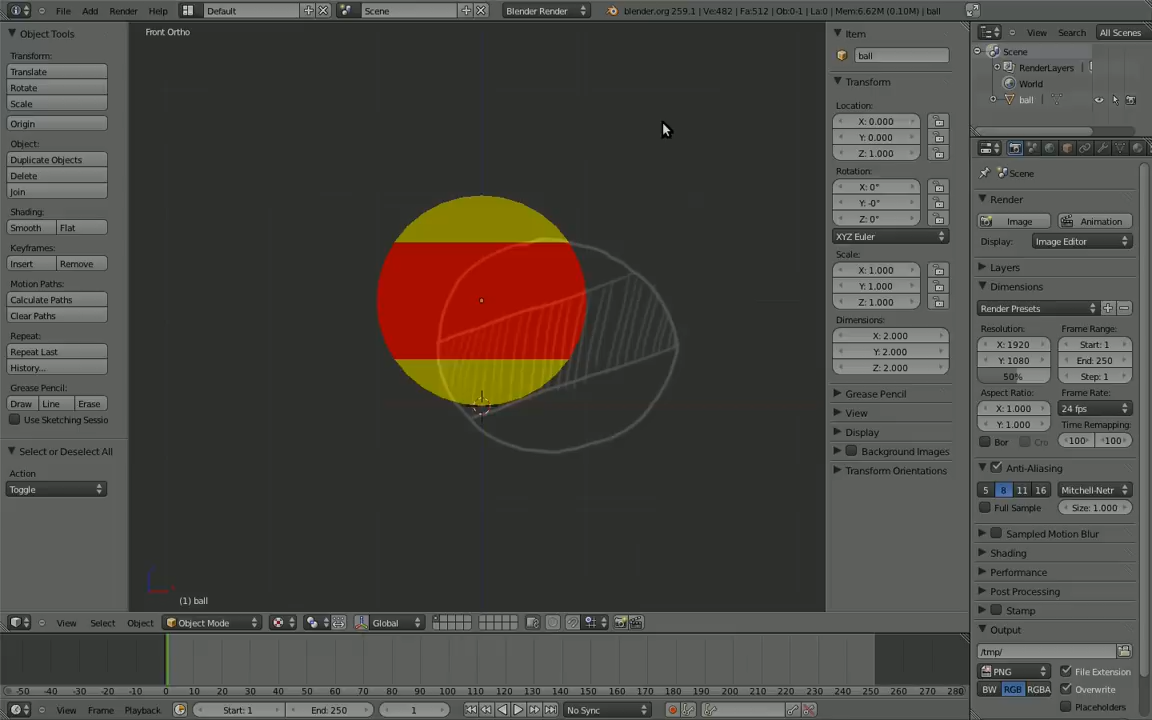 File Add Render Help Default Scene Blender Render blender.org 259.1 | Ve:482 | Fa:512 | Ob:0-1 | La:0 | Mem:6.62M (0.10M) | ball
Object Tools
Transform:
Translate
Rotate
Scale
Origin
Object:
Duplicate Objects
Delete
Join
Shading:
Smooth Flat
Keyframes:
Insert Remove
Motion Paths:
Calculate Paths
Clear Paths
Repeat:
Repeat Last
History...
Grease Pencil:
Draw Line Erase
Use Sketching Sessio
Select or Deselect All
Action
Toggle
Front Ortho
(1) ball
View Select Object Object Mode Global
Item
ball
Transform
Location:
X: 0.000
Y: 0.000
Z: 1.000
Rotation:
X: 0°
Y: -0°
Z: 0°
XYZ Euler
Scale:
X: 1.000
Y: 1.000
Z: 1.000
Dimensions:
X: 2.000
Y: 2.000
Z: 2.000
Grease Pencil
View
Display
Background Images
Transform Orientations
View Search All Scenes
Scene
RenderLayers
World
ball
Scene
Render
Image Animation
Display: Image Editor
Layers
Dimensions
Render Presets
Resolution: Frame Range:
X: 1920 Start: 1
Y: 1080 End: 250
50% Step: 1
Aspect Ratio: Frame Rate:
X: 1.000 24 fps
Y: 1.000 Time Remapping:
Bor Cro 100 100
Anti-Aliasing
5 8 11 16 Mitchell-Netr
Full Sample Size: 1.000
Sampled Motion Blur
Shading
Performance
Post Processing
Stamp
Output
/tmp/
PNG File Extension
BW RGB RGBA Overwrite
Placeholders
-50 -40 -30 -20 -10 0 10 20 30 40 50 60 70 80 90 100 110 120 130 140 150 160 170 180 190 200 210 220 230 240 250 260 270 280
View Frame Playback Start: 1 End: 250 1 No Sync